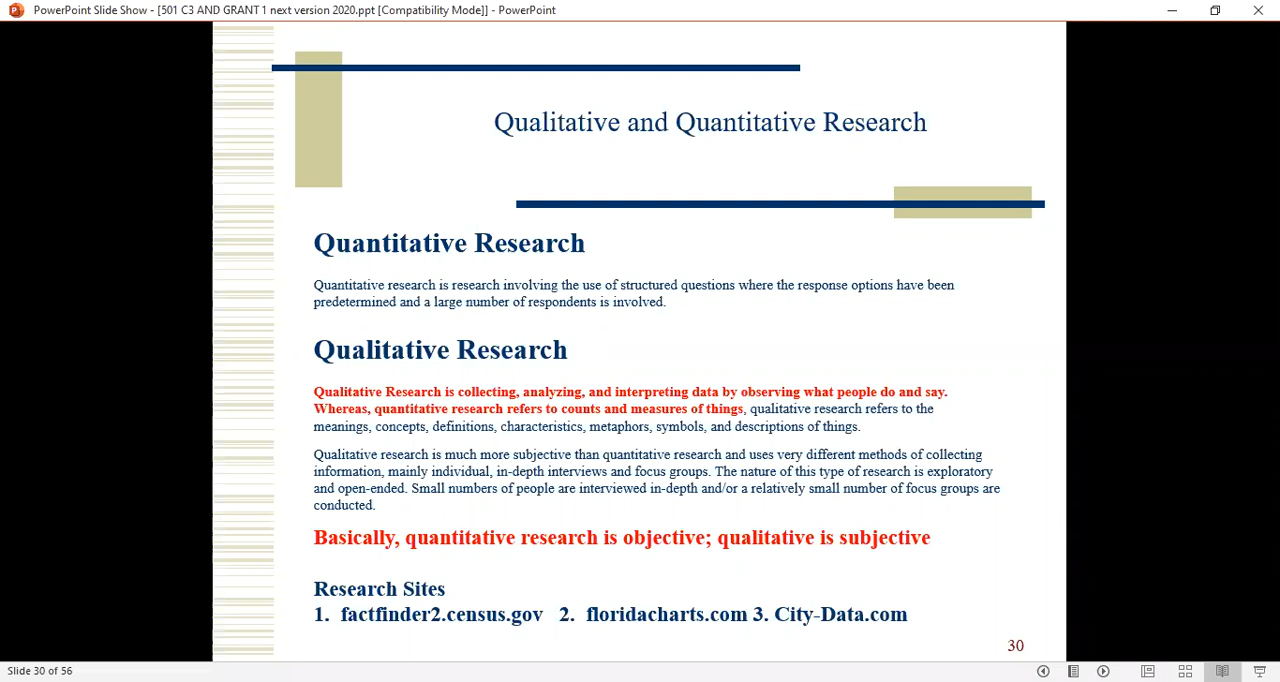 PowerPoint Slide Show - [501 C3 AND GRANT 1 next version 2020.ppt [Compatibility Mode]] - PowerPoint
Qualitative and Quantitative Research
Quantitative Research
Quantitative research is research involving the use of structured questions where the response options have been
predetermined and a large number of respondents is involved.
Qualitative Research
Qualitative Research is collecting, analyzing, and interpreting data by observing what people do and say.
Whereas, quantitative research refers to counts and measures of things, qualitative research refers to the
meanings, concepts, definitions, characteristics, metaphors, symbols, and descriptions of things.
Qualitative research is much more subjective than quantitative research and uses very different methods of collecting
information, mainly individual, in-depth interviews and focus groups. The nature of this type of research is exploratory
and open-ended. Small numbers of people are interviewed in-depth and/or a relatively small number of focus groups are
conducted.
Basically, quantitative research is objective; qualitative is subjective
Research Sites
1. factfinder2.census.gov 2. floridacharts.com 3. City-Data.com
30
Slide 30 of 56